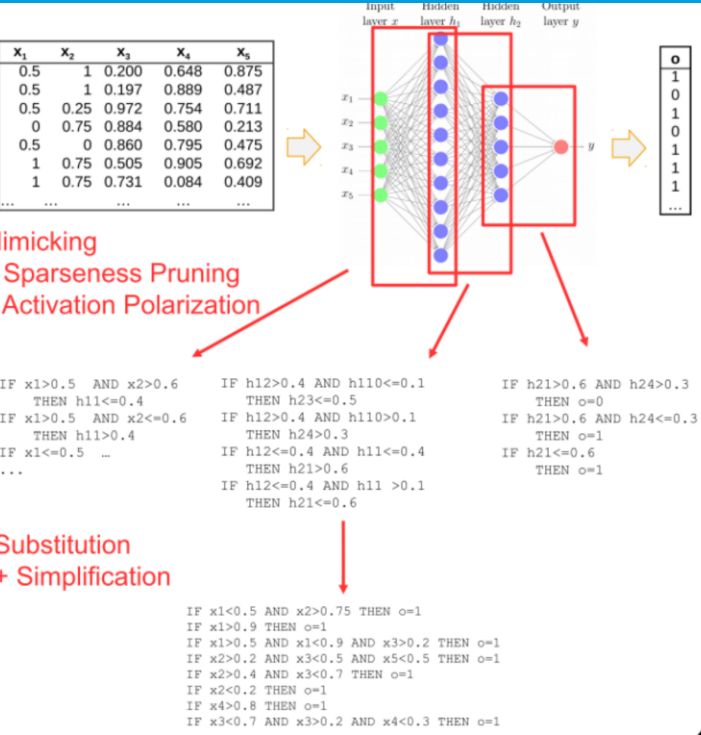 Input Hidden Hidden Output
layer x layer h₁ layer h₂ layer y
x₁ x₂ x₃ x₄ x₅
0.5 1 0.200 0.648 0.875
0.5 1 0.197 0.889 0.487
0.5 0.25 0.972 0.754 0.711
0 0.75 0.884 0.580 0.213
0.5 0 0.860 0.795 0.475
1 0.75 0.505 0.905 0.692
1 0.75 0.731 0.084 0.409
... ... ... ... ...
x₁
x₂
x₃
x₄
x₅
y
o
1
0
1
0
1
1
1
...
limicking
Sparseness Pruning
Activation Polarization
IF x1>0.5 AND x2>0.6
THEN h11<=0.4
IF x1>0.5 AND x2<=0.6
THEN h11>0.4
IF x1<=0.5 …
...
IF h12>0.4 AND h110<=0.1
THEN h23<=0.5
IF h12>0.4 AND h110>0.1
THEN h24>0.3
IF h12<=0.4 AND h11<=0.4
THEN h21>0.6
IF h12<=0.4 AND h11 >0.1
THEN h21<=0.6
IF h21>0.6 AND h24>0.3
THEN o=0
IF h21>0.6 AND h24<=0.3
THEN o=1
IF h21<=0.6
THEN o=1
Substitution
+ Simplification
IF x1<0.5 AND x2>0.75 THEN o=1
IF x1>0.9 THEN o=1
IF x1>0.5 AND x1<0.9 AND x3>0.2 THEN o=1
IF x2>0.2 AND x3<0.5 AND x5<0.5 THEN o=1
IF x2>0.4 AND x3<0.7 THEN o=1
IF x2<0.2 THEN o=1
IF x4>0.8 THEN o=1
IF x3<0.7 AND x3>0.2 AND x4<0.3 THEN o=1